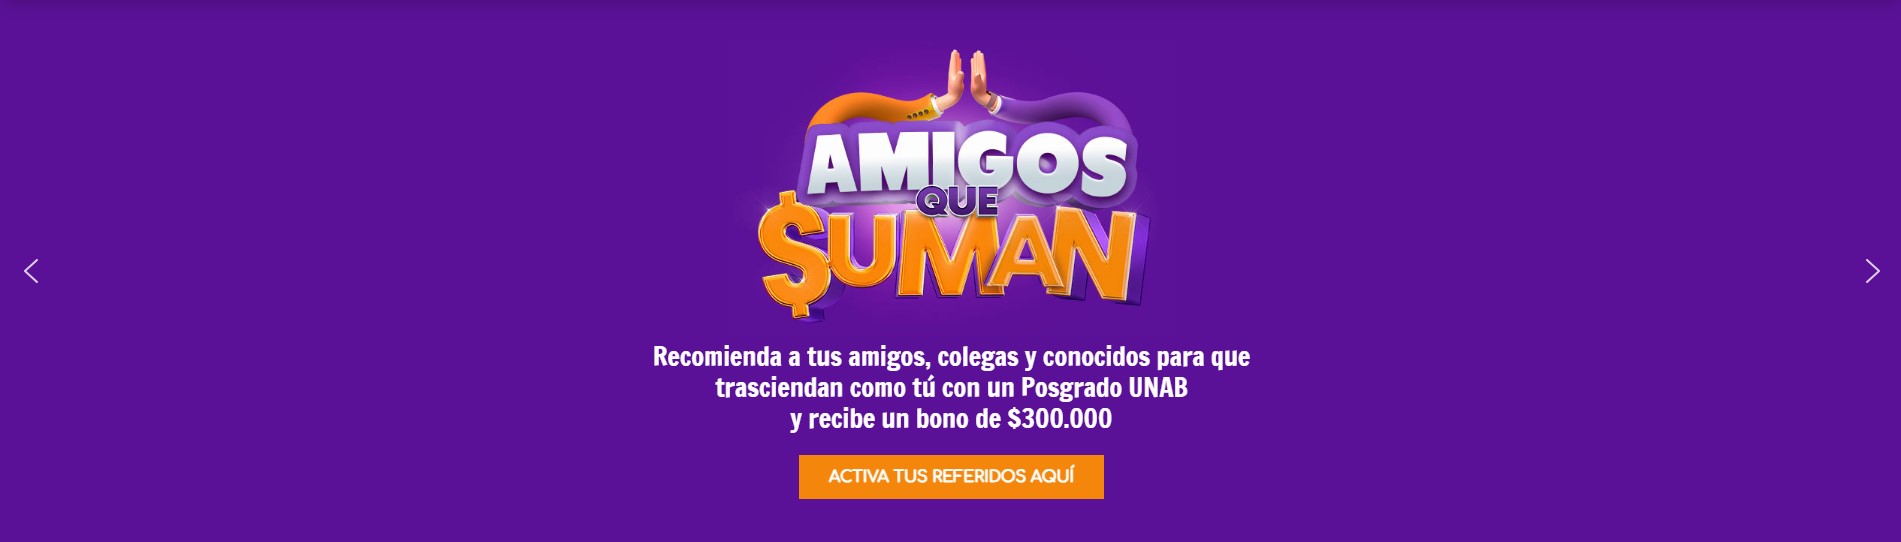 AMIGOS
QUE
$UMAN
Recomienda a tus amigos, colegas y conocidos para que
trasciendan como tú con un Posgrado UNAB
y recibe un bono de $300.000
ACTIVA TUS REFERIDOS AQUÍ